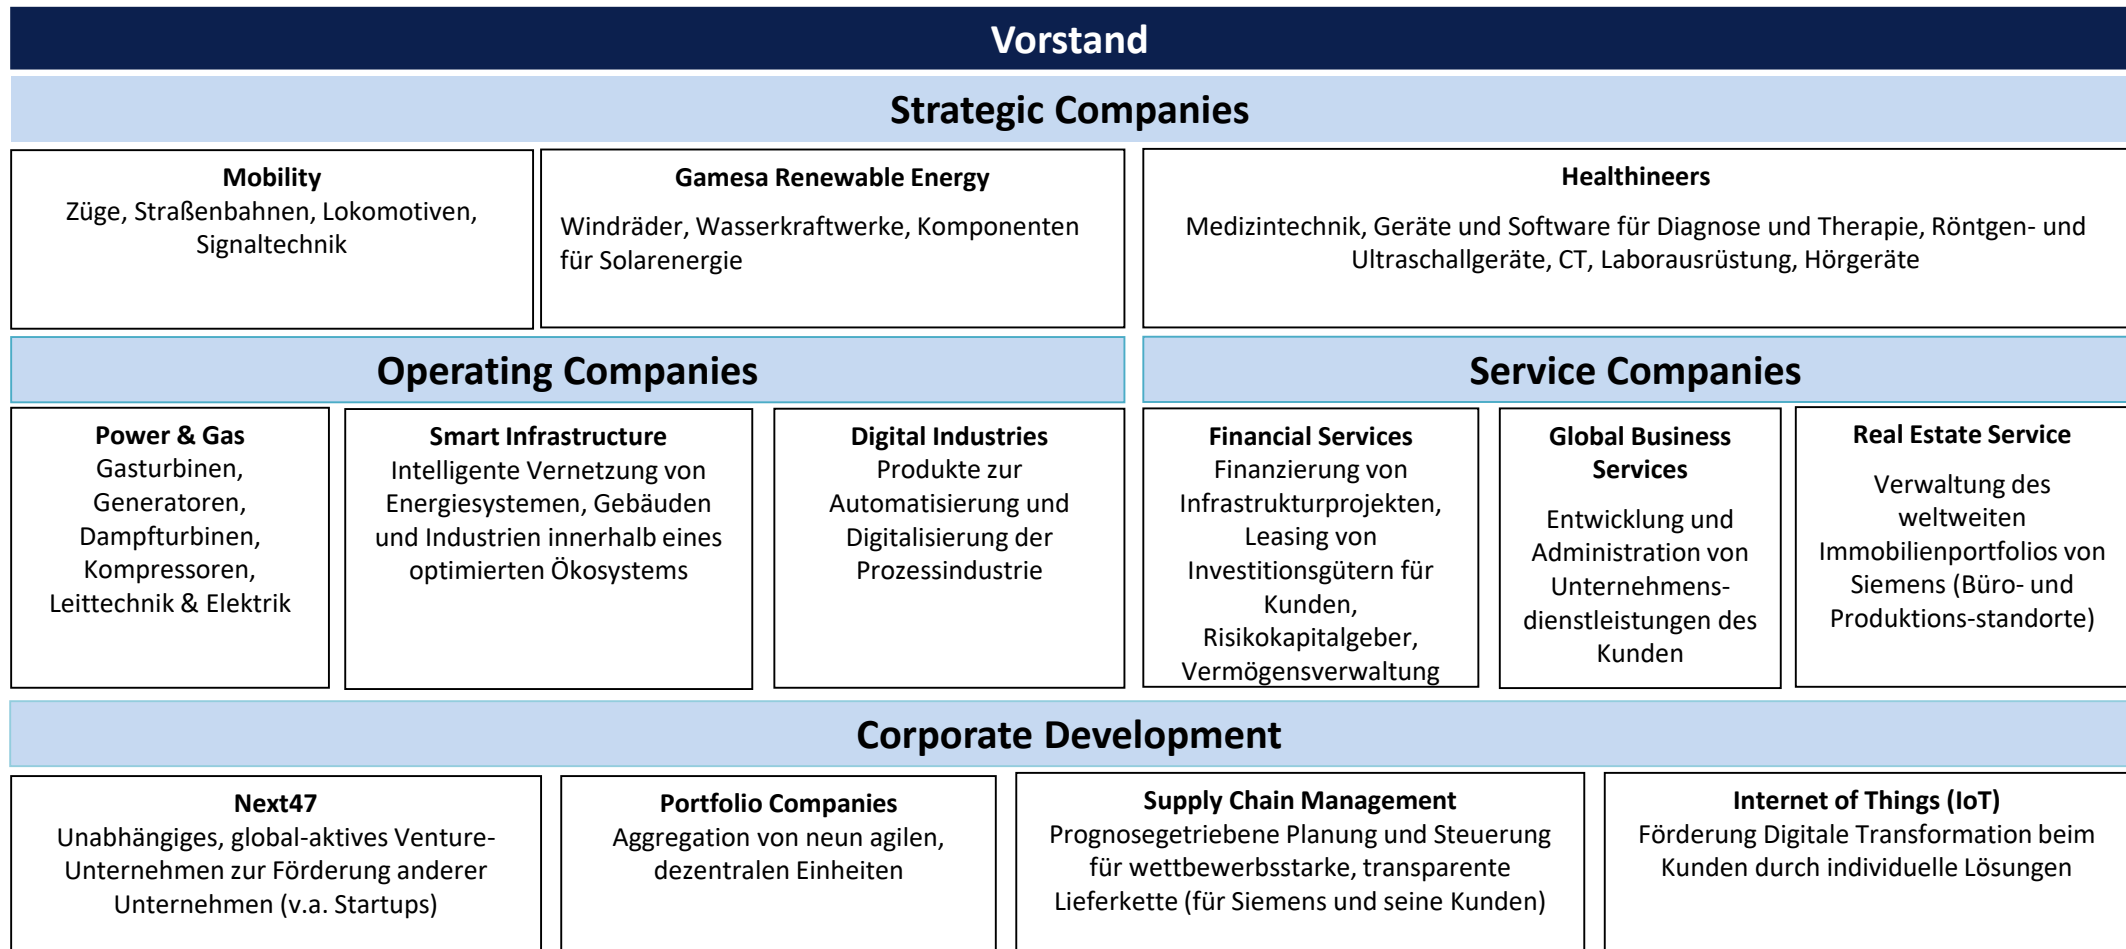 Vorstand
Strategic Companies
Mobility
Züge, Straßenbahnen, Lokomotiven,
Signaltechnik
Gamesa Renewable Energy
Windräder, Wasserkraftwerke, Komponenten
für Solarenergie
Healthineers
Medizintechnik, Geräte und Software für Diagnose und Therapie, Röntgen- und
Ultraschallgeräte, CT, Laborausrüstung, Hörgeräte
Operating Companies
Service Companies
Power & Gas
Gasturbinen,
Generatoren,
Dampfturbinen,
Kompressoren,
Leittechnik & Elektrik
Smart Infrastructure
Intelligente Vernetzung von
Energiesystemen, Gebäuden
und Industrien innerhalb eines
optimierten Ökosystems
Digital Industries
Produkte zur
Automatisierung und
Digitalisierung der
Prozessindustrie
Financial Services
Finanzierung von
Infrastrukturprojekten,
Leasing von
Investitionsgütern für
Kunden,
Risikokapitalgeber,
Vermögensverwaltung
Global Business
Services
Entwicklung und
Administration von
Unternehmens-
dienstleistungen des
Kunden
Real Estate Service
Verwaltung des
weltweiten
Immobilienportfolios von
Siemens (Büro- und
Produktions-standorte)
Corporate Development
Next47
Unabhängiges, global-aktives Venture-
Unternehmen zur Förderung anderer
Unternehmen (v.a. Startups)
Portfolio Companies
Aggregation von neun agilen,
dezentralen Einheiten
Supply Chain Management
Prognosegetriebene Planung und Steuerung
für wettbewerbsstarke, transparente
Lieferkette (für Siemens und seine Kunden)
Internet of Things (IoT)
Förderung Digitale Transformation beim
Kunden durch individuelle Lösungen